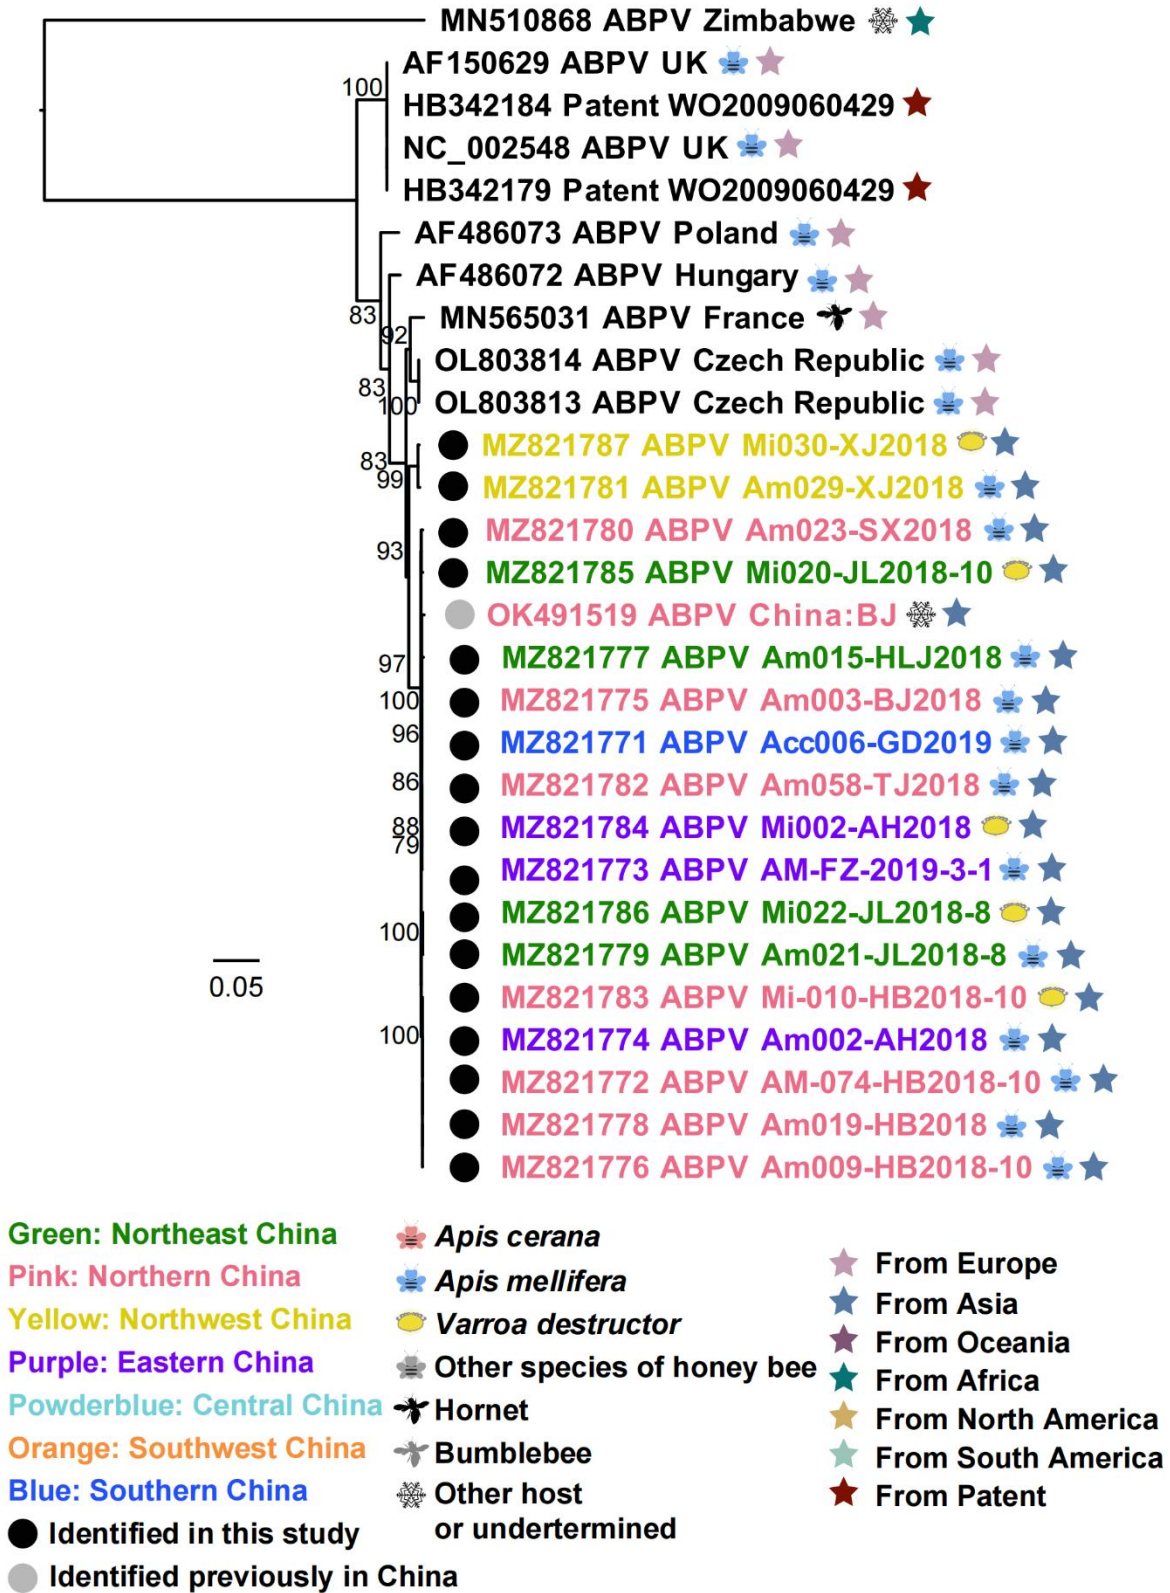 MN510868 ABPV Zimbabwe
AF150629 ABPV UK
100
HB342184 Patent WO2009060429
NC_002548 ABPV UK
HB342179 Patent WO2009060429
AF486073 ABPV Poland
AF486072 ABPV Hungary
83
MN565031 ABPV France
92
OL803814 ABPV Czech Republic
83
OL803813 ABPV Czech Republic
100
MZ821787 ABPV Mi030-XJ2018
83
99
MZ821781 ABPV Am029-XJ2018
MZ821780 ABPV Am023-SX2018
93
MZ821785 ABPV Mi020-JL2018-10
OK491519 ABPV China:BJ
97
MZ821777 ABPV Am015-HLJ2018
100
MZ821775 ABPV Am003-BJ2018
96
MZ821771 ABPV Acc006-GD2019
86
MZ821782 ABPV Am058-TJ2018
88
MZ821784 ABPV Mi002-AH2018
79
MZ821773 ABPV AM-FZ-2019-3-1
MZ821786 ABPV Mi022-JL2018-8
100
MZ821779 ABPV Am021-JL2018-8
0.05
MZ821783 ABPV Mi-010-HB2018-10
100
MZ821774 ABPV Am002-AH2018
MZ821772 ABPV AM-074-HB2018-10
MZ821778 ABPV Am019-HB2018
MZ821776 ABPV Am009-HB2018-10
Green: Northeast China
Pink: Northern China
Yellow: Northwest China
Purple: Eastern China
Powderblue: Central China
Orange: Southwest China
Blue: Southern China
Identified in this study
Identified previously in China
Apis cerana
Apis mellifera
Varroa destructor
Other species of honey bee
Hornet
Bumblebee
Other host
or undertermined
From Europe
From Asia
From Oceania
From Africa
From North America
From South America
From Patent